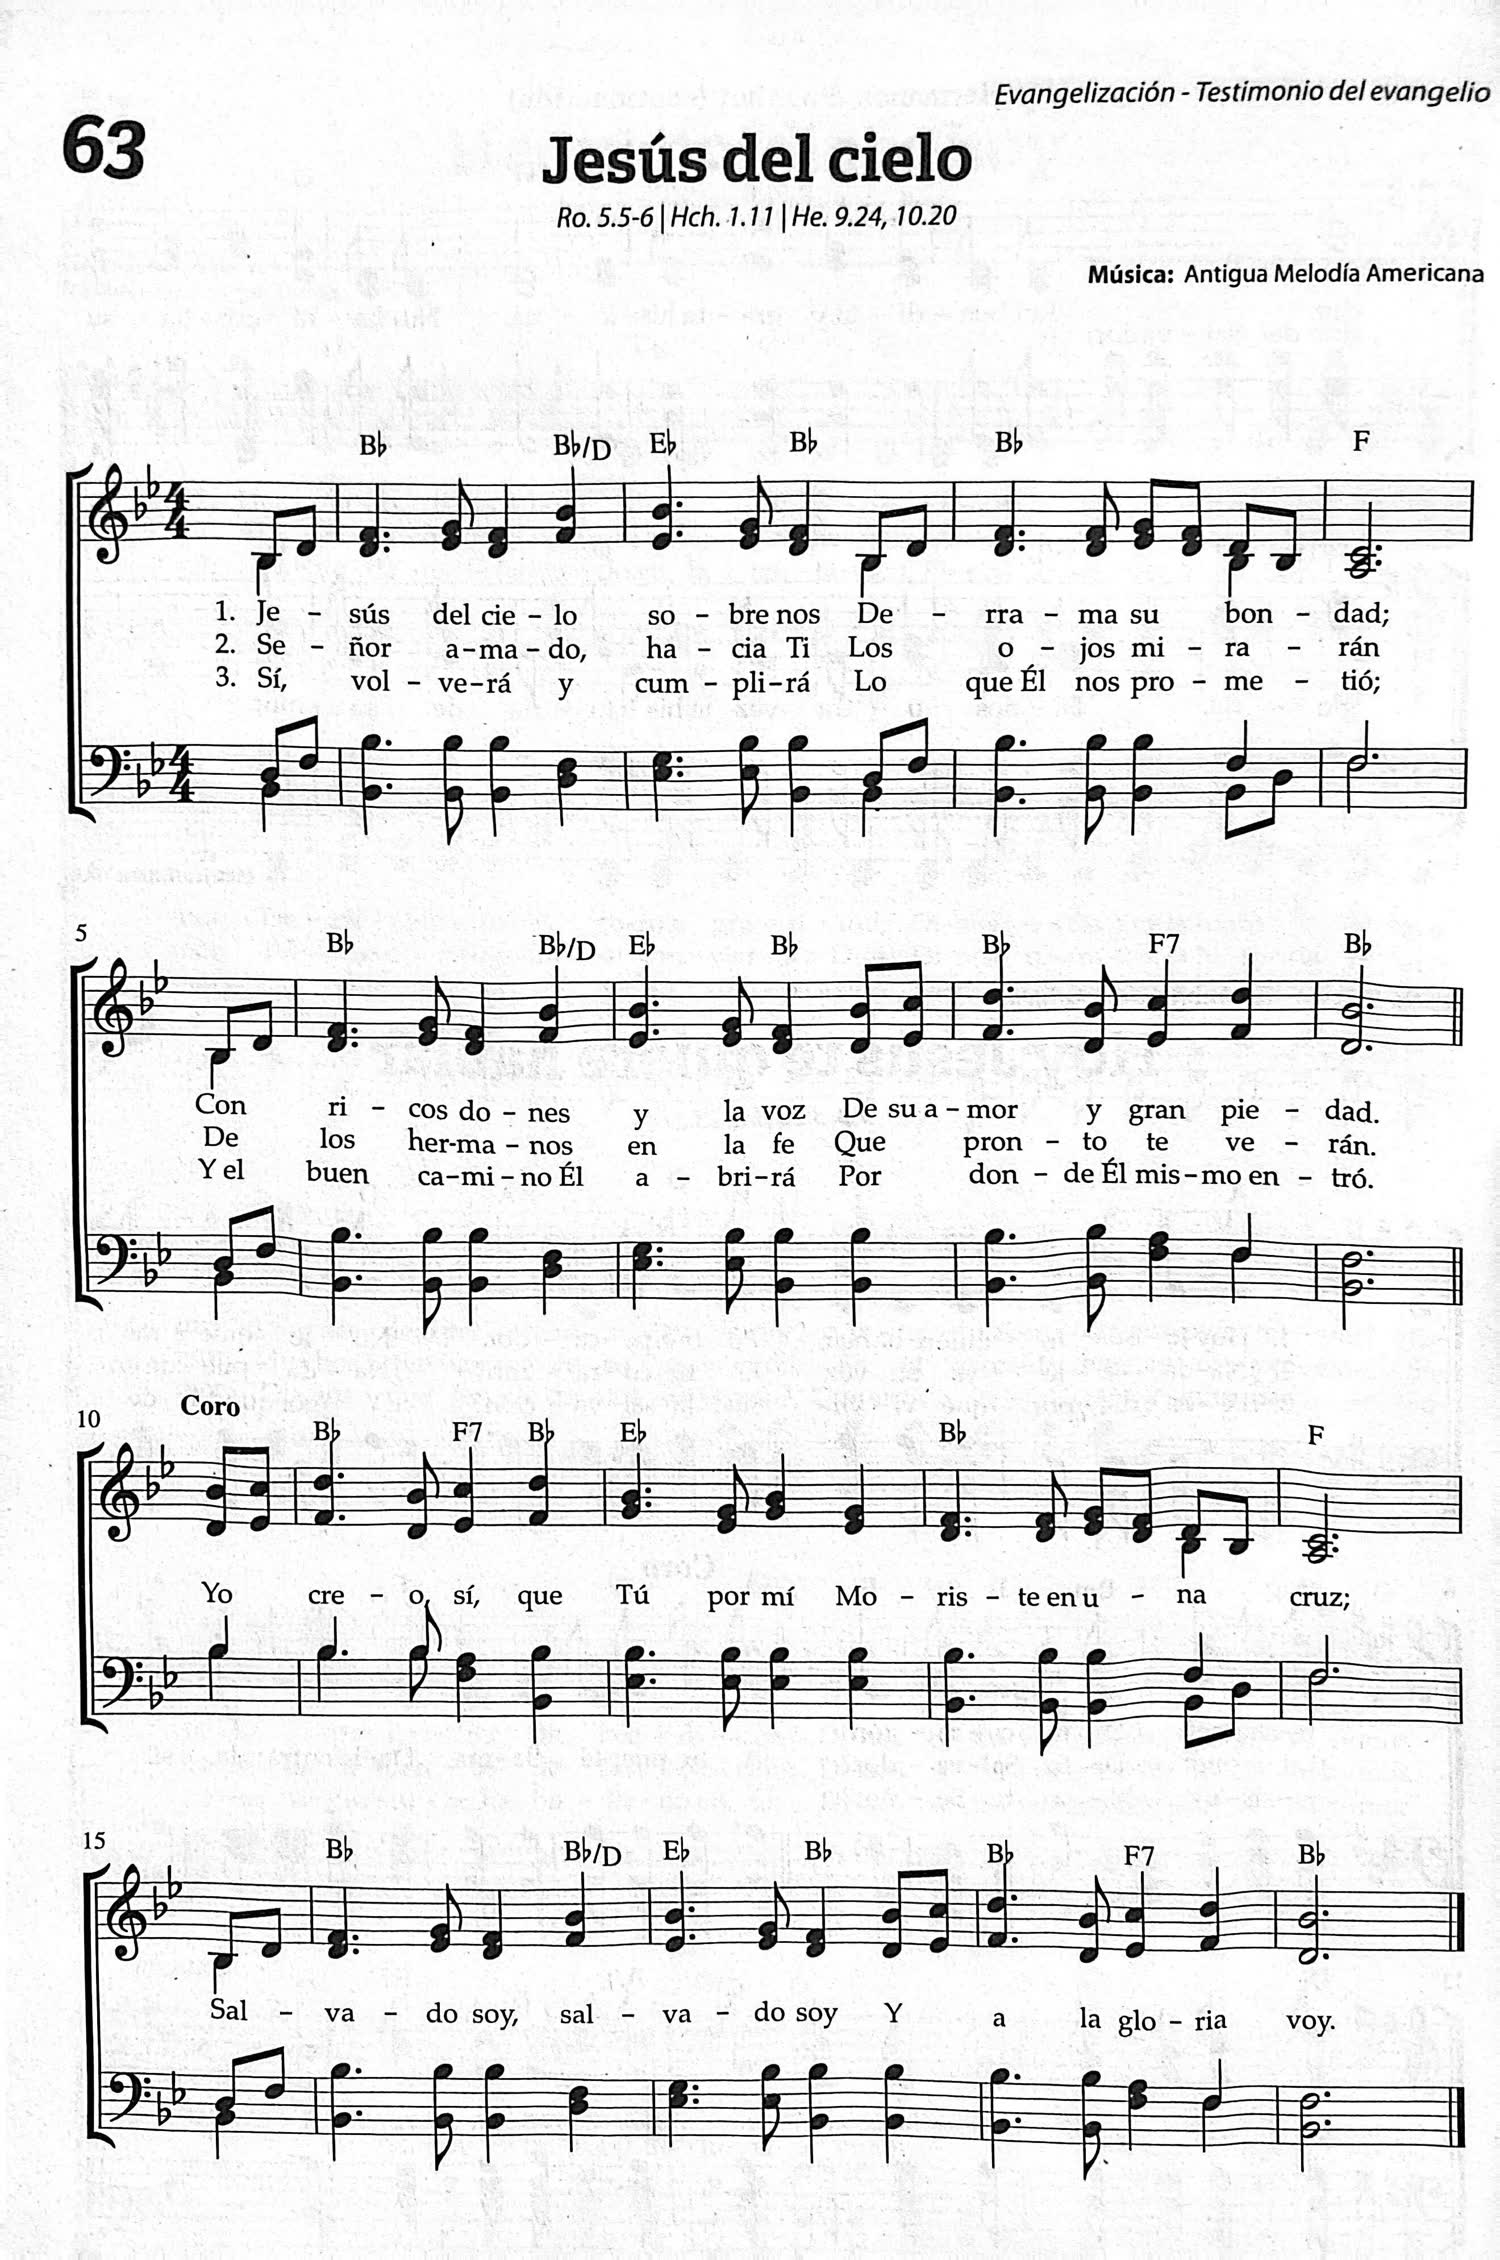 Evangelización - Testimonio del evangelio
63
Jesús del cielo
Ro. 5.5-6 | Hch. 1.11 | He. 9.24, 10.20
Música: Antigua Melodía Americana
B♭ B♭/D E♭ B♭ B♭ F
4 4
1. Je – sús del cie – lo so – bre nos De – rra – ma su bon – dad;
2. Se – ñor a–ma – do, ha – cia Ti Los o – jos mi – ra – rán
3. Sí, vol – ve–rá y cum – pli–rá Lo que Él nos pro – me – tió;
4 4
5
B♭ B♭/D E♭ B♭ B♭ F7 B♭
Con ri – cos do – nes y la voz De su a – mor y gran pie – dad.
De los her-ma – nos en la fe Que pron – to te ve – rán.
Y el buen ca–mi – no Él a – bri–rá Por don – de Él mis–mo en – tró.
10
Coro
B♭ F7 B♭ E♭ B♭ F
Yo cre – o, sí, que Tú por mí Mo – ris – te en u – na cruz;
15
B♭ B♭/D E♭ B♭ B♭ F7 B♭
Sal – va – do soy, sal – va – do soy Y a la glo – ria voy.